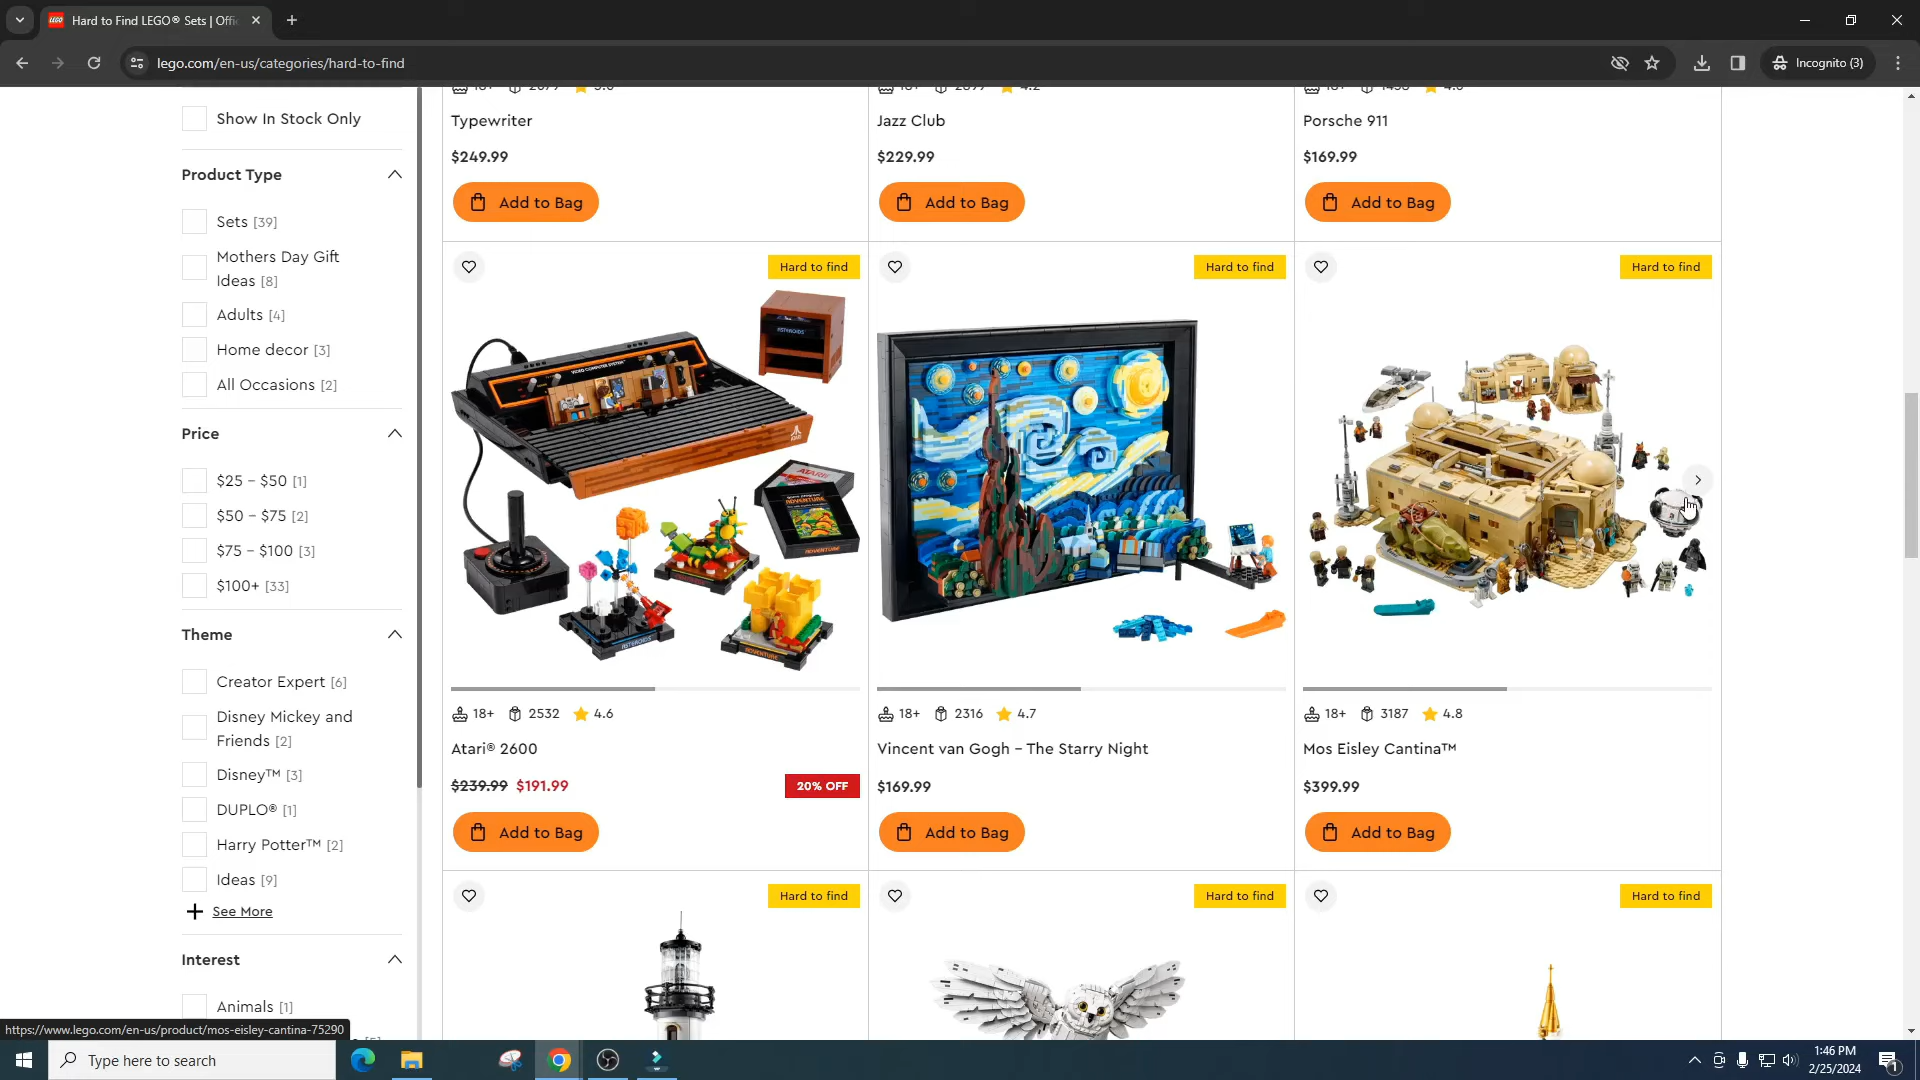 Hard to Find LEGO® Sets | Offi
lego.com/en-us/categories/hard-to-find
Incognito (3)
Show In Stock Only
Product Type
Sets [39]
Mothers Day Gift
Ideas [8]
Adults [4]
Home decor [3]
All Occasions [2]
Price
$25 – $50 [1]
$50 – $75 [2]
$75 – $100 [3]
$100+ [33]
Theme
Creator Expert [6]
Disney Mickey and
Friends [2]
Disney™ [3]
DUPLO® [1]
Harry Potter™ [2]
Ideas [9]
See More
Interest
Animals [1]
https://www.lego.com/en-us/product/mos-eisley-cantina-75290
Typewriter
$249.99
Add to Bag
Jazz Club
$229.99
Add to Bag
Porsche 911
$169.99
Add to Bag
Hard to find
ASTEROIDS
VIDEO COMPUTER SYSTEM
ATARI
ADVENTURE
ASTEROIDS
ADVENTURE
18+ 2532 4.6
Atari® 2600
$239.99 $191.99
20% OFF
Add to Bag
Hard to find
18+ 2316 4.7
Vincent van Gogh – The Starry Night
$169.99
Add to Bag
Hard to find
18+ 3187 4.8
Mos Eisley Cantina™
$399.99
Add to Bag
Hard to find
Hard to find
Hard to find
Type here to search
1:46 PM
2/25/2024
1